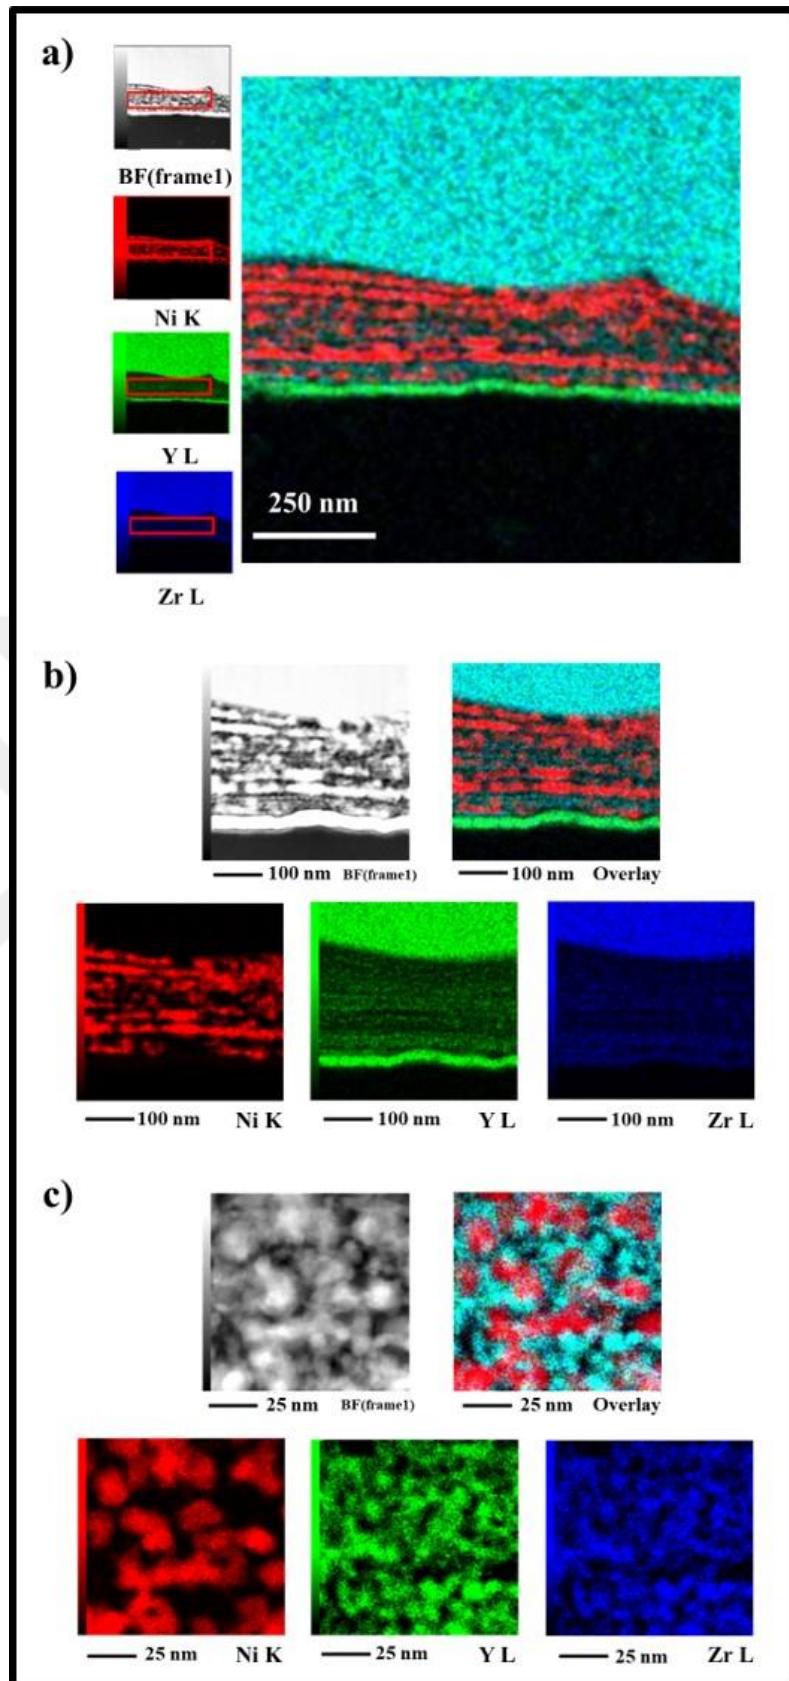 a)
BF(frame1)
Ni K
Y L
Zr L
250 nm
b)
100 nm BF(frame1)
100 nm Overlay
100 nm Ni K
100 nm Y L
100 nm Zr L
c)
25 nm BF(frame1)
25 nm Overlay
25 nm Ni K
25 nm Y L
25 nm Zr L